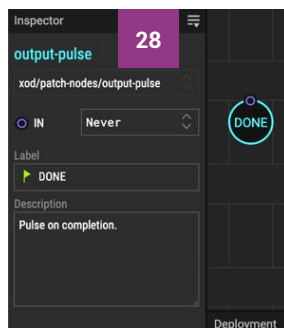 Inspector
28
output-pulse
xod/patch-nodes/output-pulse
IN
Never
DONE
Label
DONE
Description
Pulse on completion.
Deployment